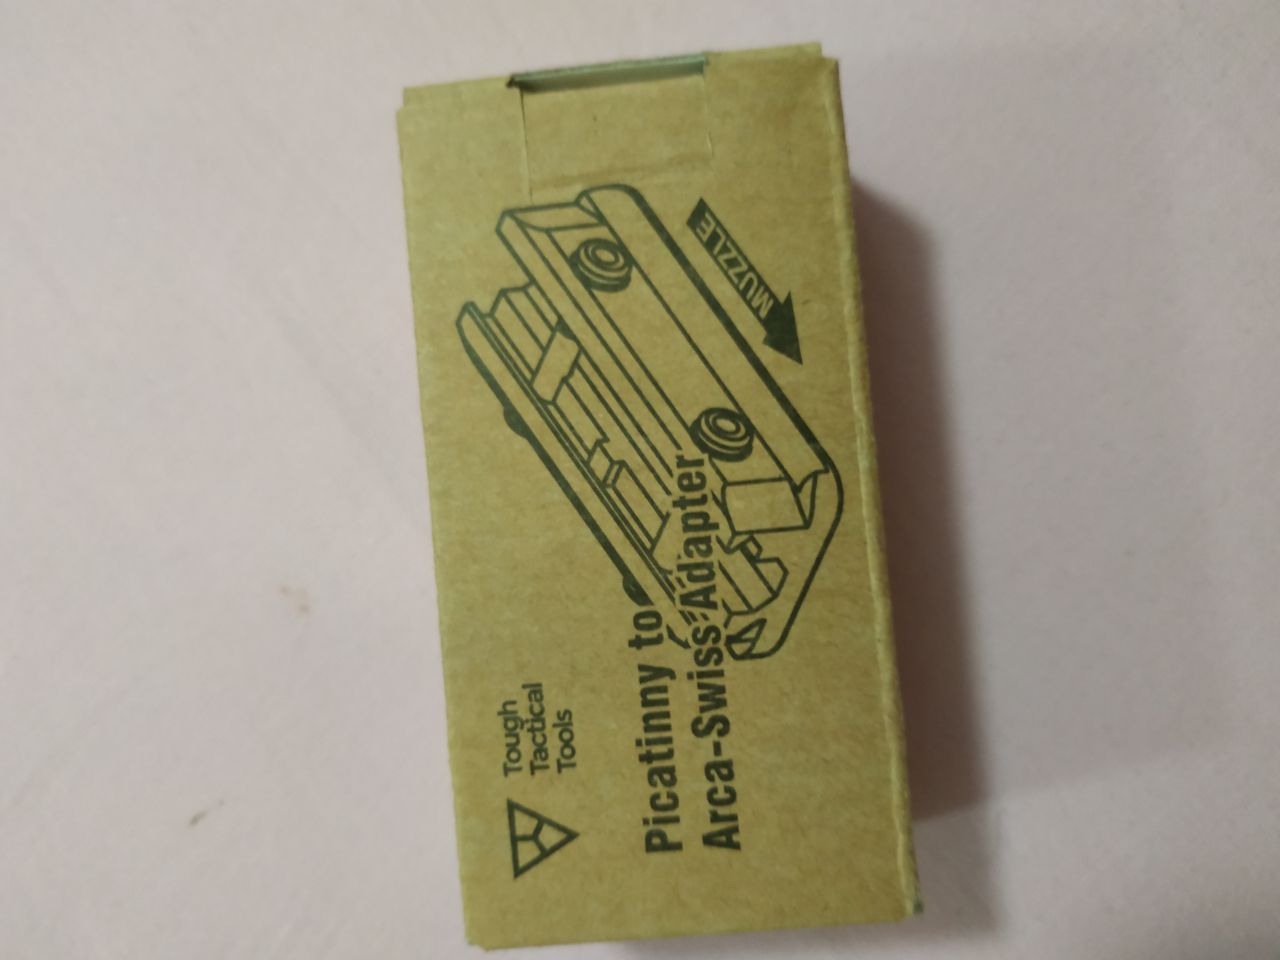 Tough
Tactical
Tools
Picatinny to
Arca-Swiss Adapter
MUZZLE